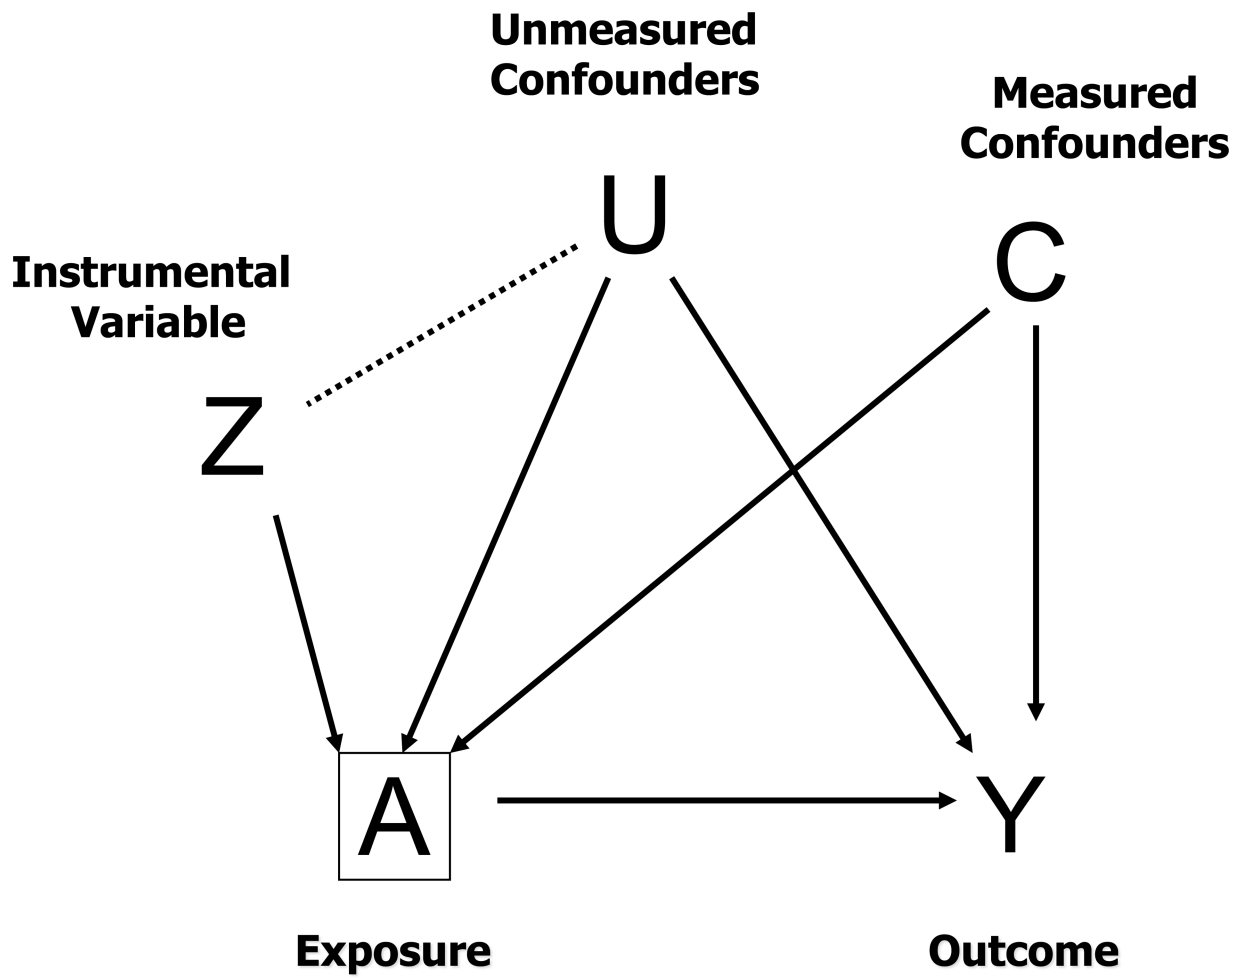 Unmeasured
Confounders
Measured
Confounders
U
C
Instrumental
Variable
Z
A
Y
Exposure
Outcome